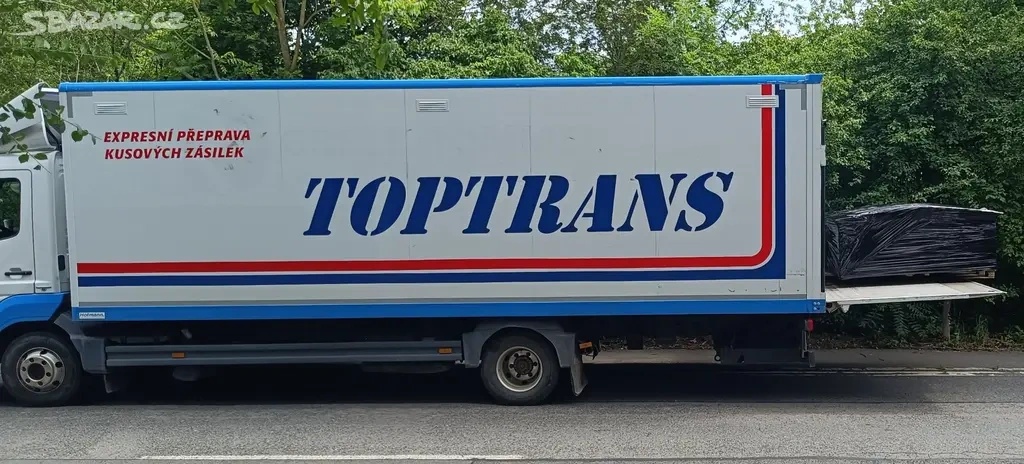 SBAZAR.CZ
EXPRESNÍ PŘEPRAVA
KUSOVÝCH ZÁSILEK
TOPTRANS